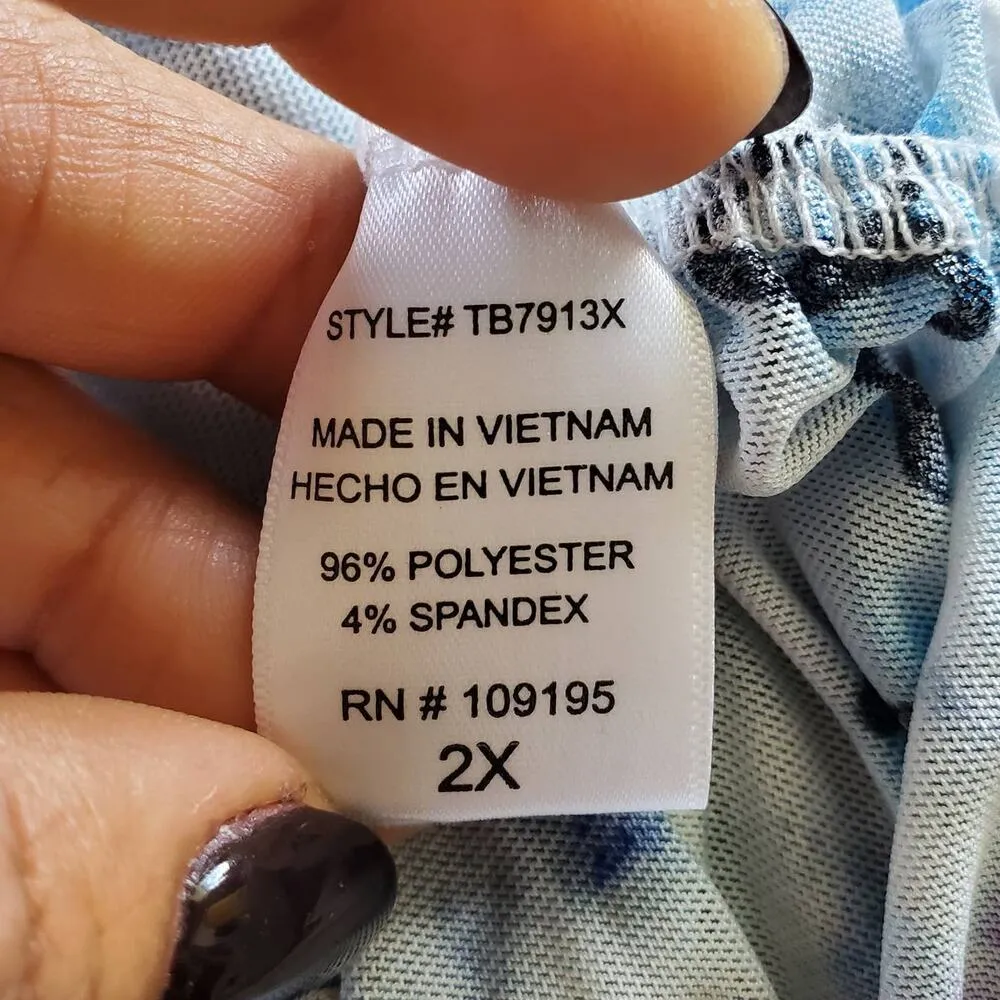 STYLE# TB7913X
MADE IN VIETNAM
HECHO EN VIETNAM
96% POLYESTER
4% SPANDEX
RN # 109195
2X